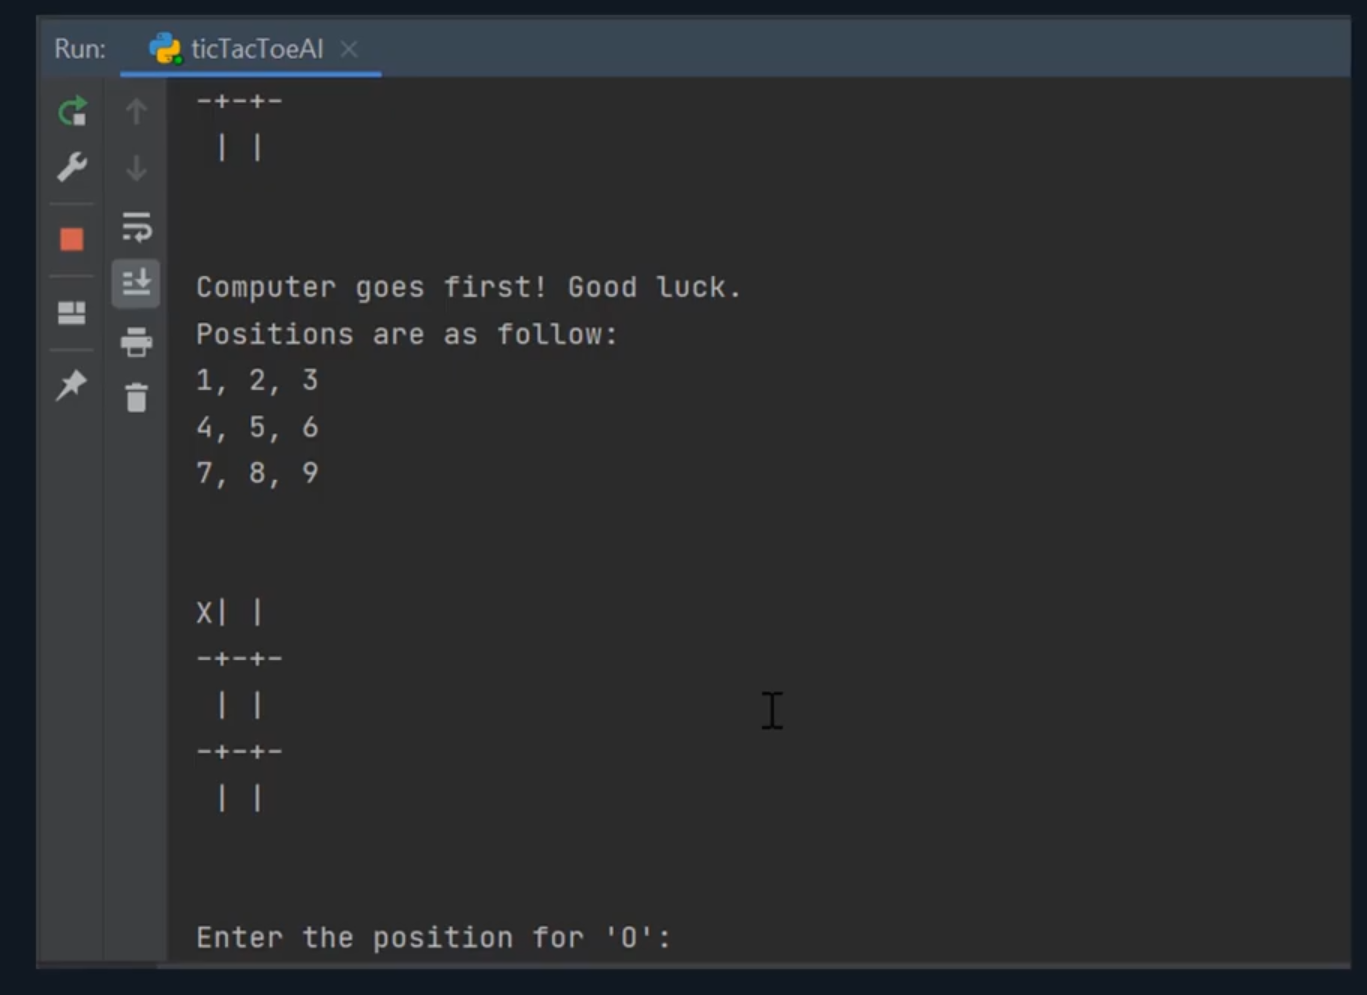 Run: ticTacToeAI
-+-+-
 | |
Computer goes first! Good luck.
Positions are as follow:
1, 2, 3
4, 5, 6
7, 8, 9
X| |
-+-+-
 | |
-+-+-
 | |
Enter the position for 'O':